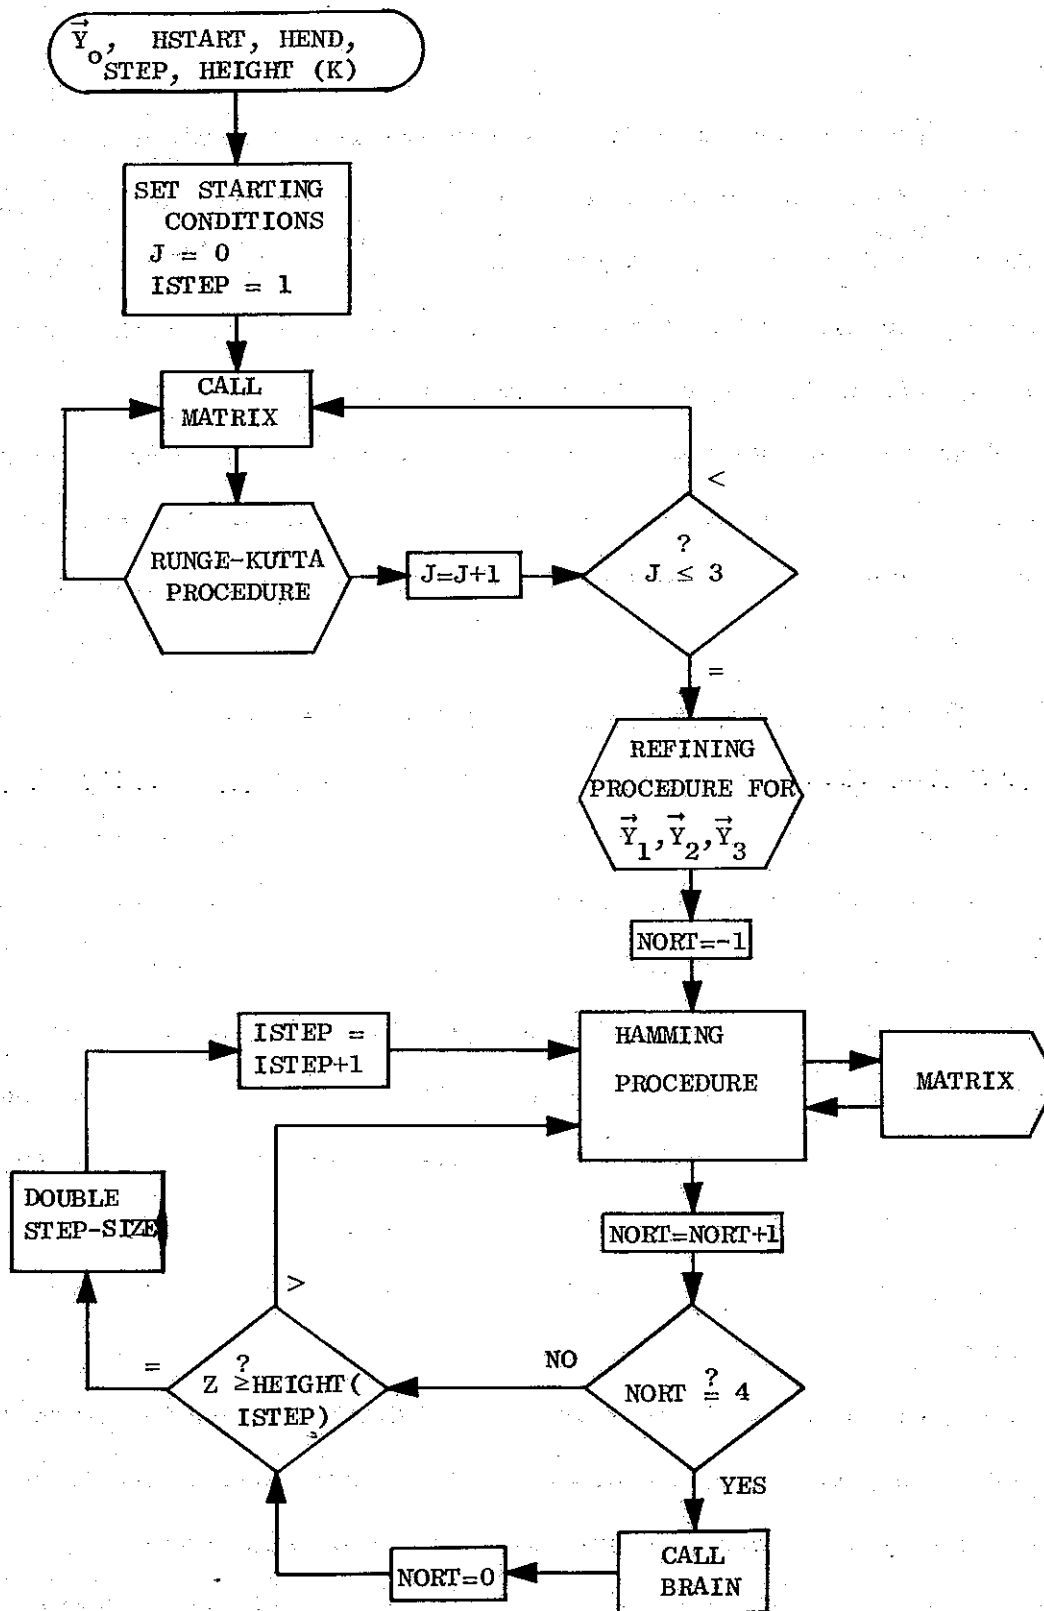 Y⃗o, HSTART, HEND,
STEP, HEIGHT (K)
SET STARTING
CONDITIONS
J = 0
ISTEP = 1
CALL
MATRIX
<
RUNGE-KUTTA
PROCEDURE
J=J+1
?
J ≤ 3
=
REFINING
PROCEDURE FOR
Y⃗1, Y⃗2, Y⃗3
NORT=-1
ISTEP =
ISTEP+1
HAMMING
PROCEDURE
MATRIX
DOUBLE
STEP-SIZE
NORT=NORT+1
>
=
?
Z ≥HEIGHT(
ISTEP)
NO
?
NORT = 4
YES
NORT=0
CALL
BRAIN